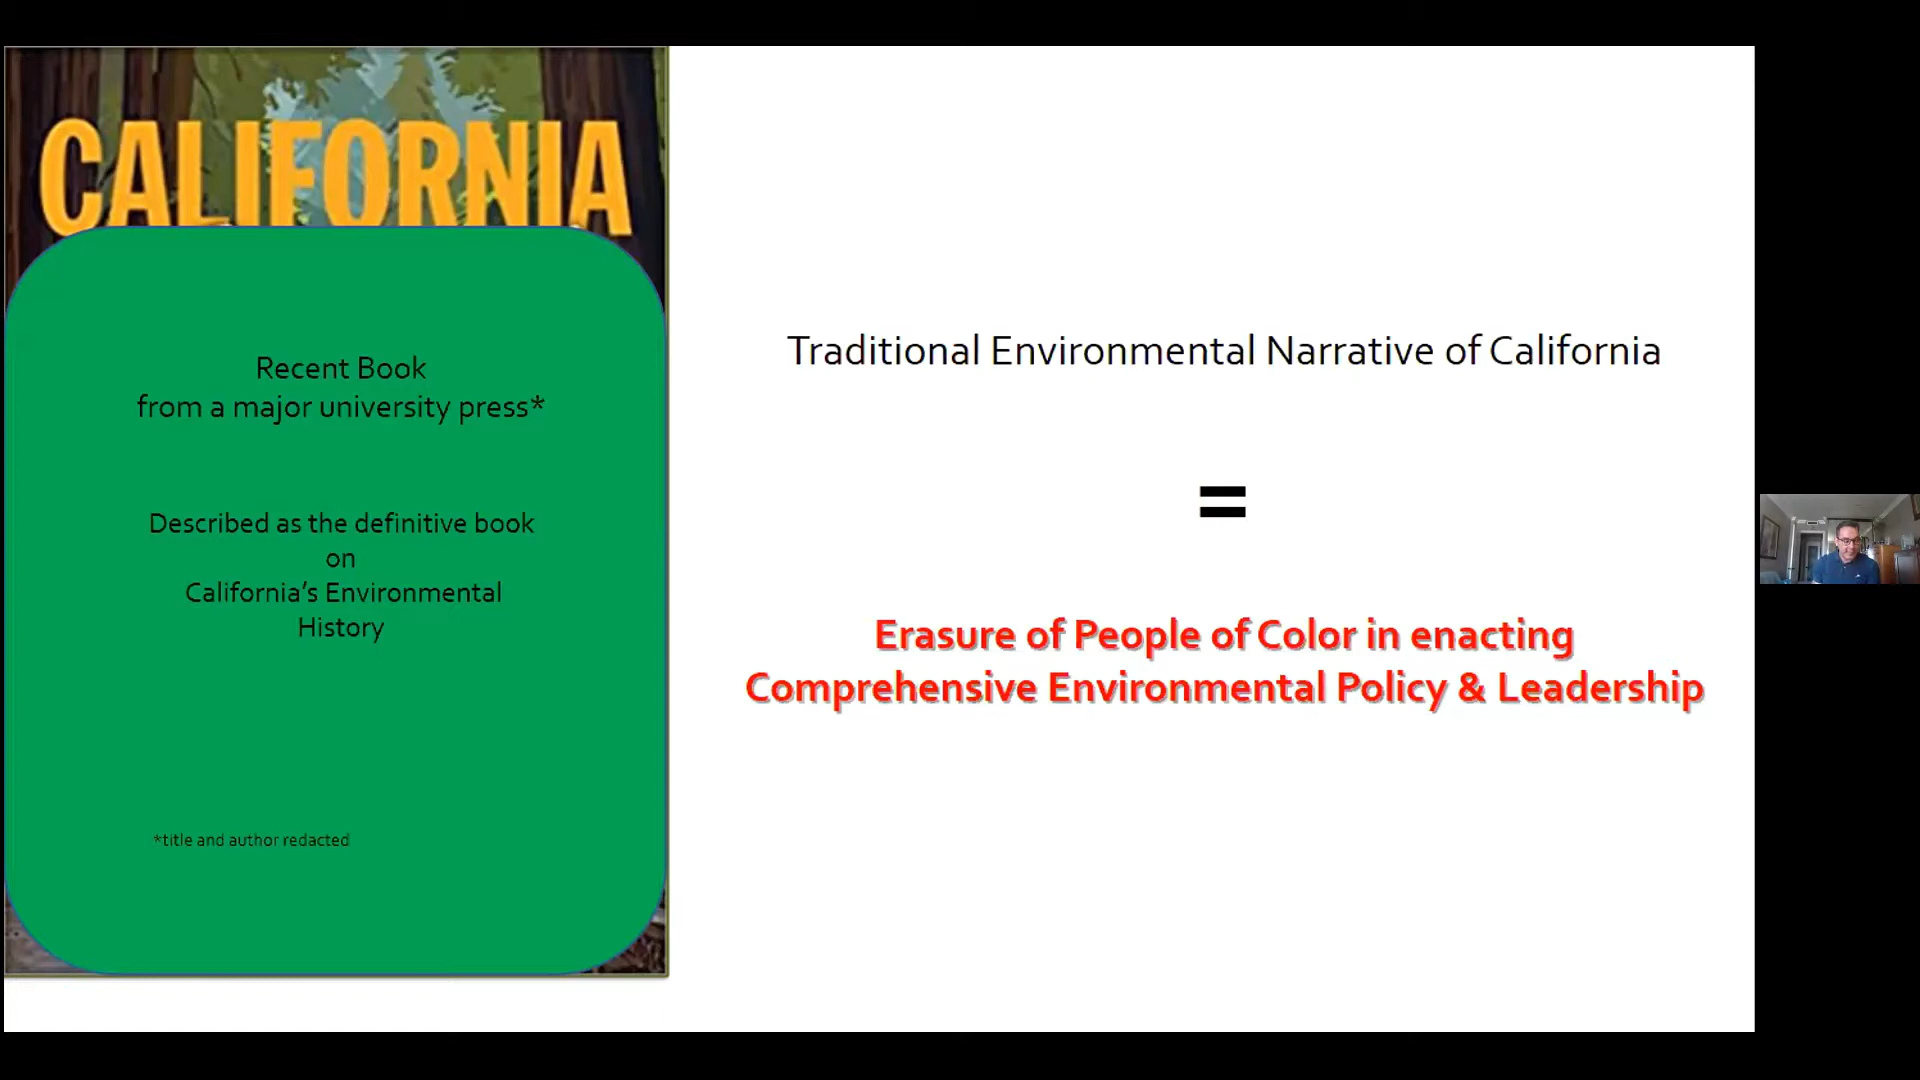 CALIFORNIA
Recent Book
from a major university press*
Described as the definitive book
on
California's Environmental
History
*title and author redacted
Traditional Environmental Narrative of California
=
Erasure of People of Color in enacting
Comprehensive Environmental Policy & Leadership